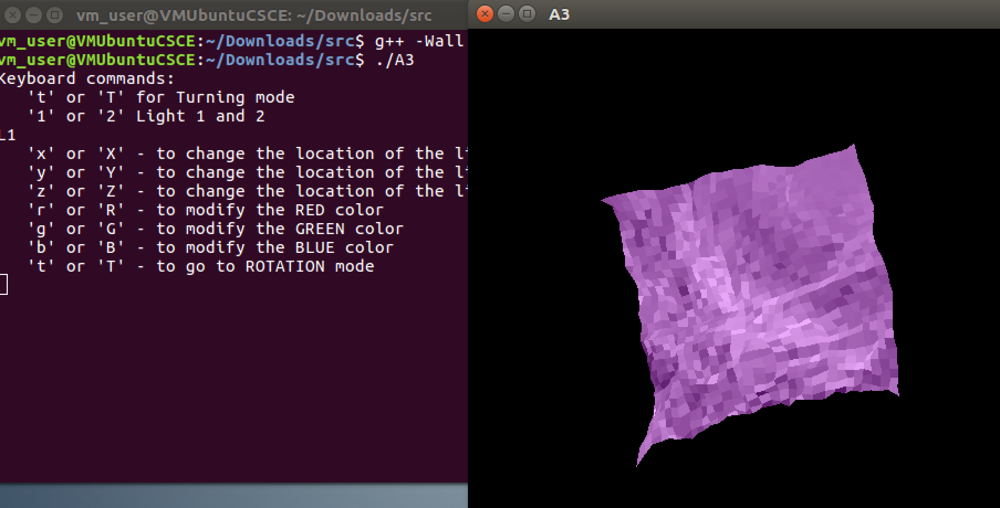 vm_user@VMUbuntuCSCE: ~/Downloads/src
vm_user@VMUbuntuCSCE:~/Downloads/src$ g++ -Wall
vm_user@VMUbuntuCSCE:~/Downloads/src$ ./A3
Keyboard commands:
't' or 'T' for Turning mode
'1' or '2' Light 1 and 2
L1
'x' or 'X' - to change the location of the
'y' or 'Y' - to change the location of the
'z' or 'Z' - to change the location of the
'r' or 'R' - to modify the RED color
'g' or 'G' - to modify the GREEN color
'b' or 'B' - to modify the BLUE color
't' or 'T' - to go to ROTATION mode
A3